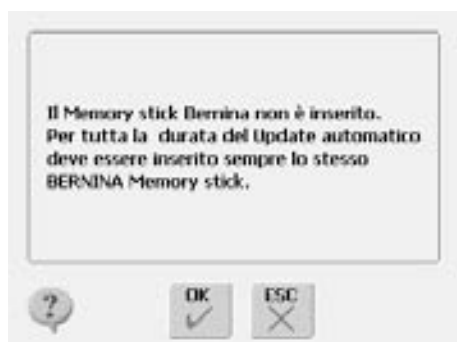 Il Memory stick Bernina non è inserito.
Per tutta la durata del Update automatico
deve essere inserito sempre lo stesso
BERNINA Memory stick.
?
OK
ESC